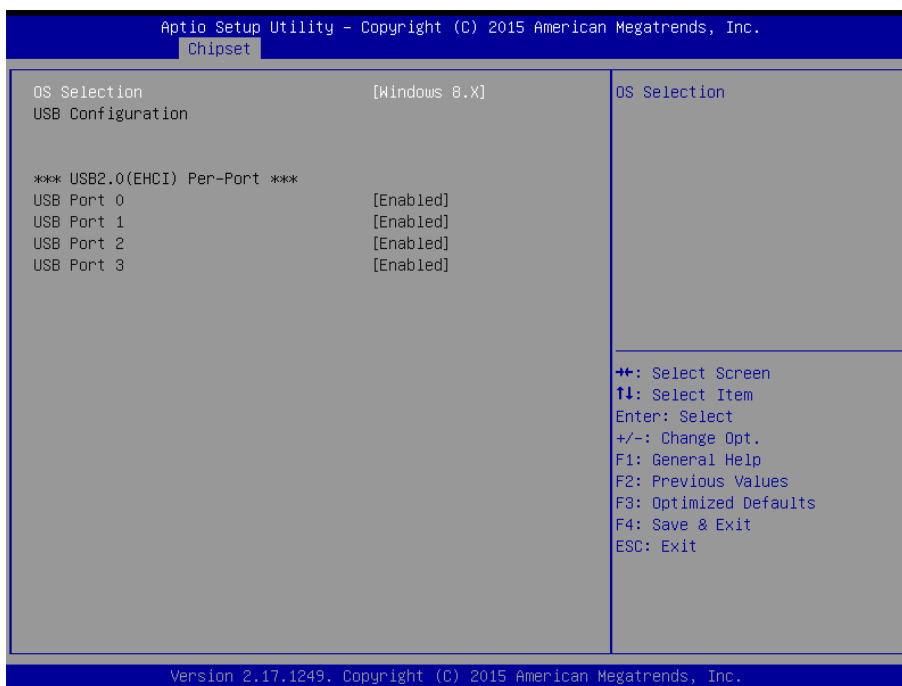 Aptio Setup Utility – Copyright (C) 2015 American Megatrends, Inc.
Chipset
OS Selection [Windows 8.X]
USB Configuration
*** USB2.0(EHCI) Per-Port ***
USB Port 0 [Enabled]
USB Port 1 [Enabled]
USB Port 2 [Enabled]
USB Port 3 [Enabled]
OS Selection
→←: Select Screen
↑↓: Select Item
Enter: Select
+/-: Change Opt.
F1: General Help
F2: Previous Values
F3: Optimized Defaults
F4: Save & Exit
ESC: Exit
Version 2.17.1249. Copyright (C) 2015 American Megatrends, Inc.